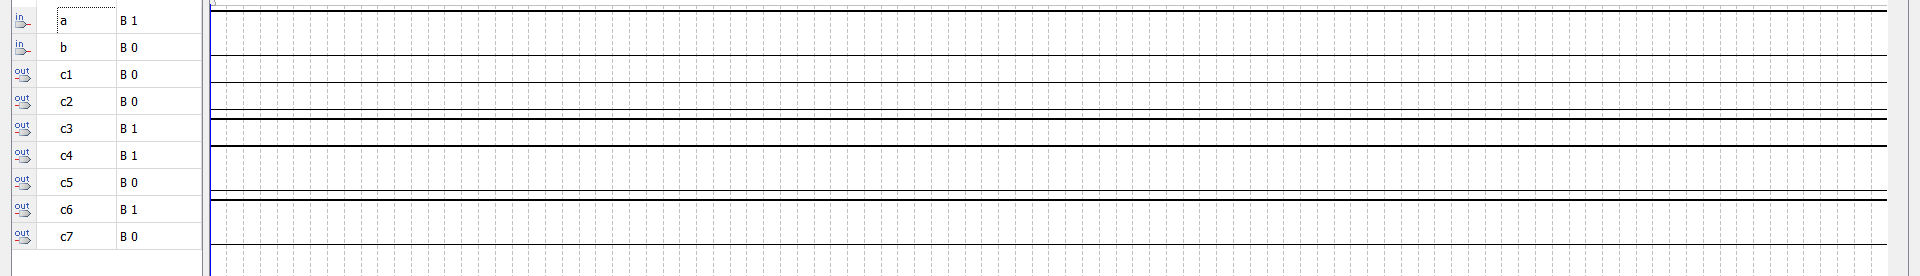 in a B 1
in b B 0
out c1 B 0
out c2 B 0
out c3 B 1
out c4 B 1
out c5 B 0
out c6 B 1
out c7 B 0